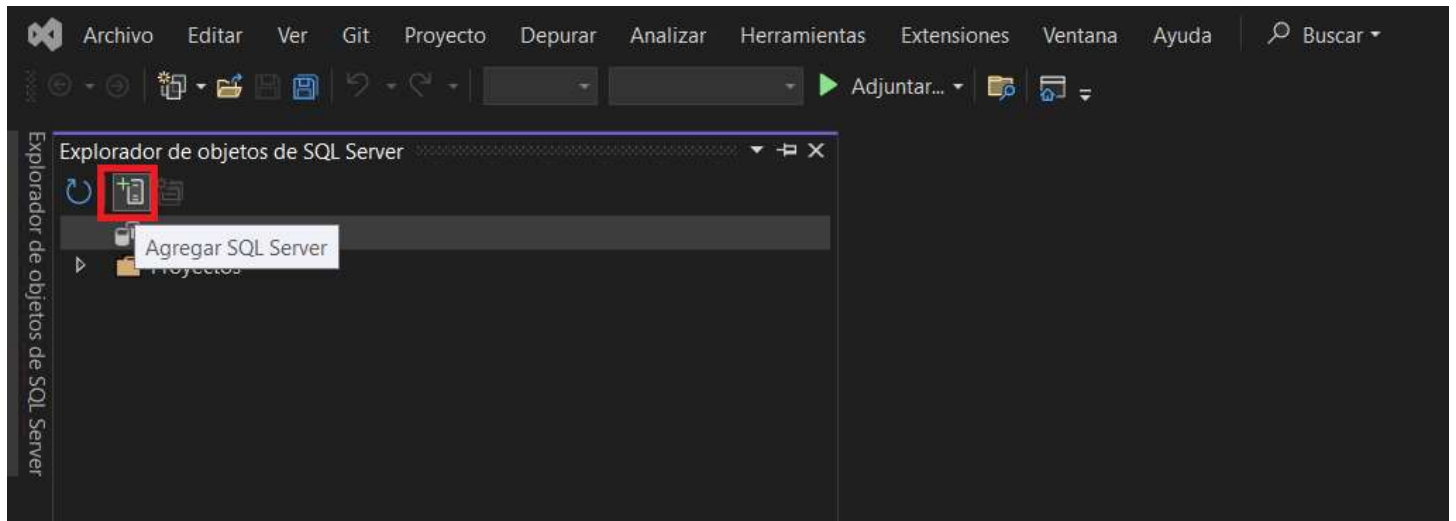 Archivo Editar Ver Git Proyecto Depurar Analizar Herramientas Extensiones Ventana Ayuda Buscar
Adjuntar...
Explorador de objetos de SQL Server
Explorador de objetos de SQL Server
Agregar SQL Server
Proyectos